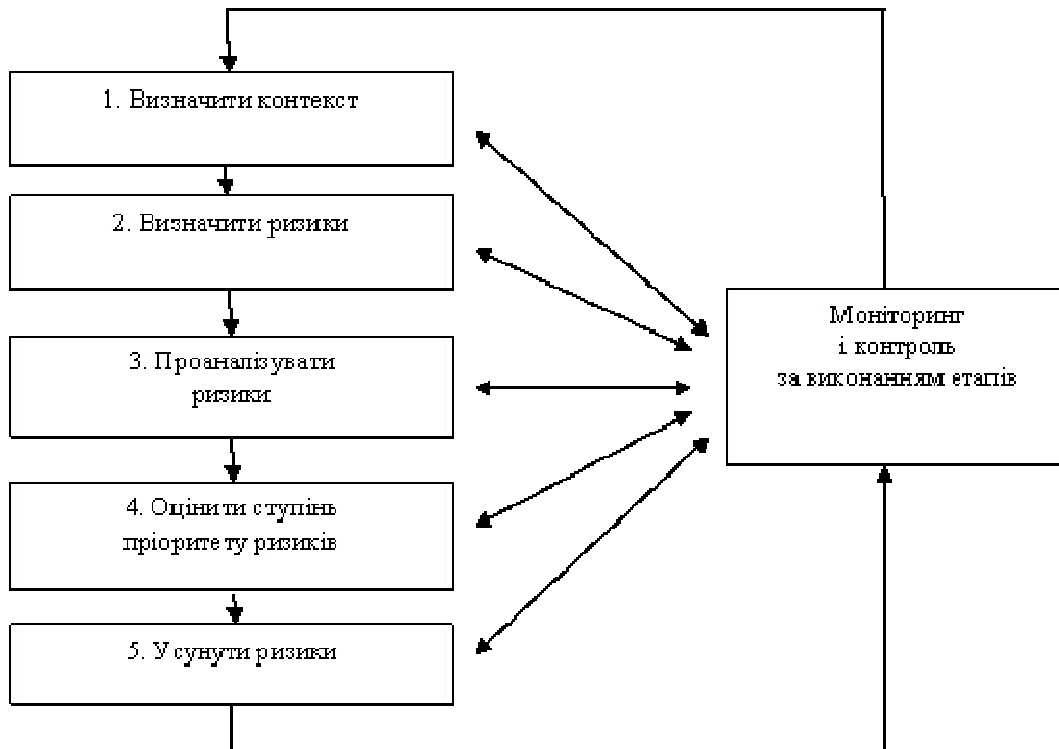 1. Визначити контекст
2. Визначити ризики
3. Проаналізувати
ризики
4. Оцінити ступінь
пріоритету ризиків
5. Усунути ризики
Моніторинг
і контроль
за виконанням етапів